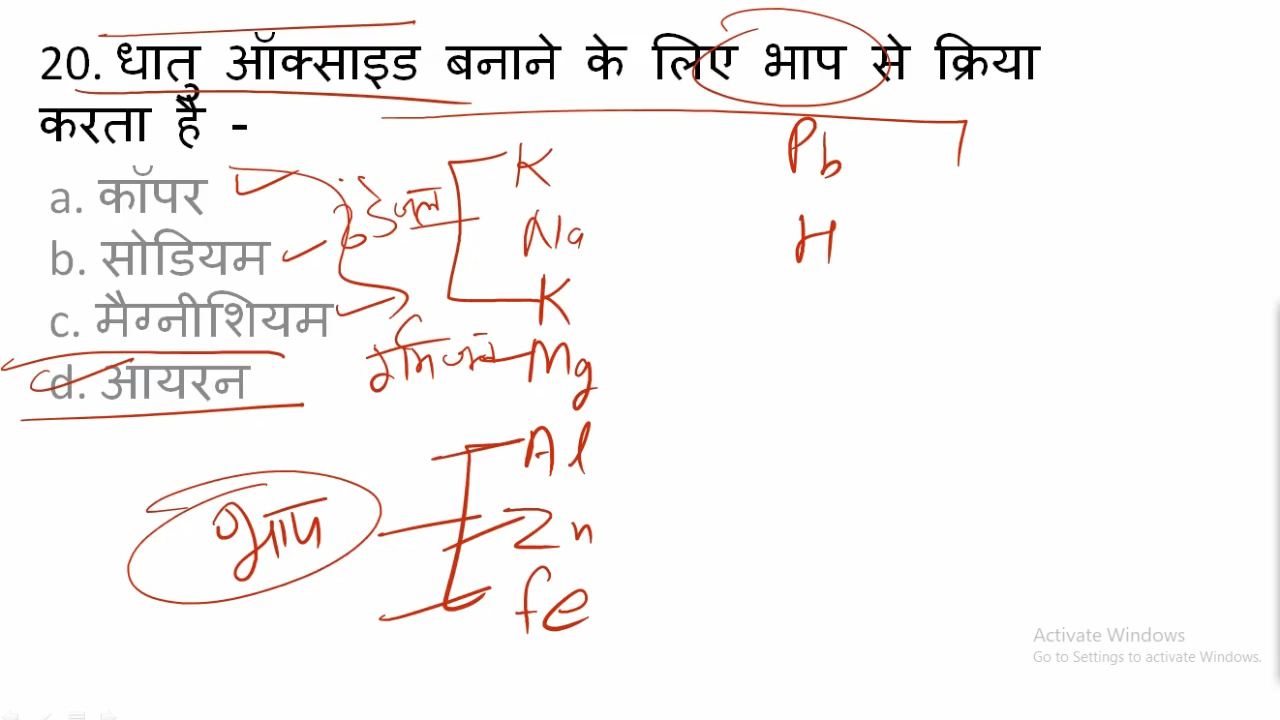 20. धातु ऑक्साइड बनाने के लिए भाप से क्रिया
करता है -
a. कॉपर
b. सोडियम
c. मैग्नीशियम
d. आयरन
ठंडे जल
K
Na
K
Mg
Al
Zn
Fe
भाप
Pb
H
Activate Windows
Go to Settings to activate Windows.